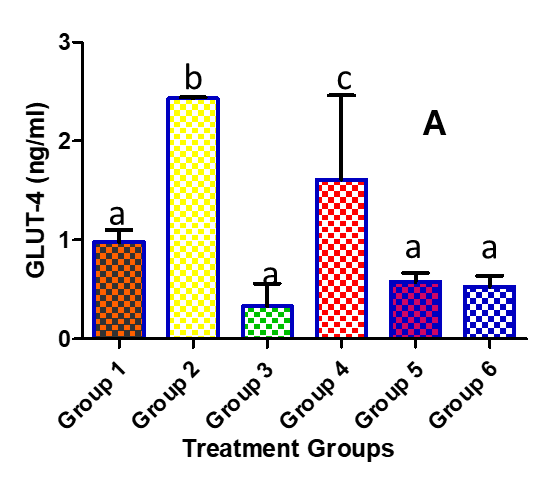 3
2
1
0
GLUT-4 (ng/ml)
a
b
a
c
a
a
A
Group 1
Group 2
Group 3
Group 4
Group 5
Group 6
Treatment Groups